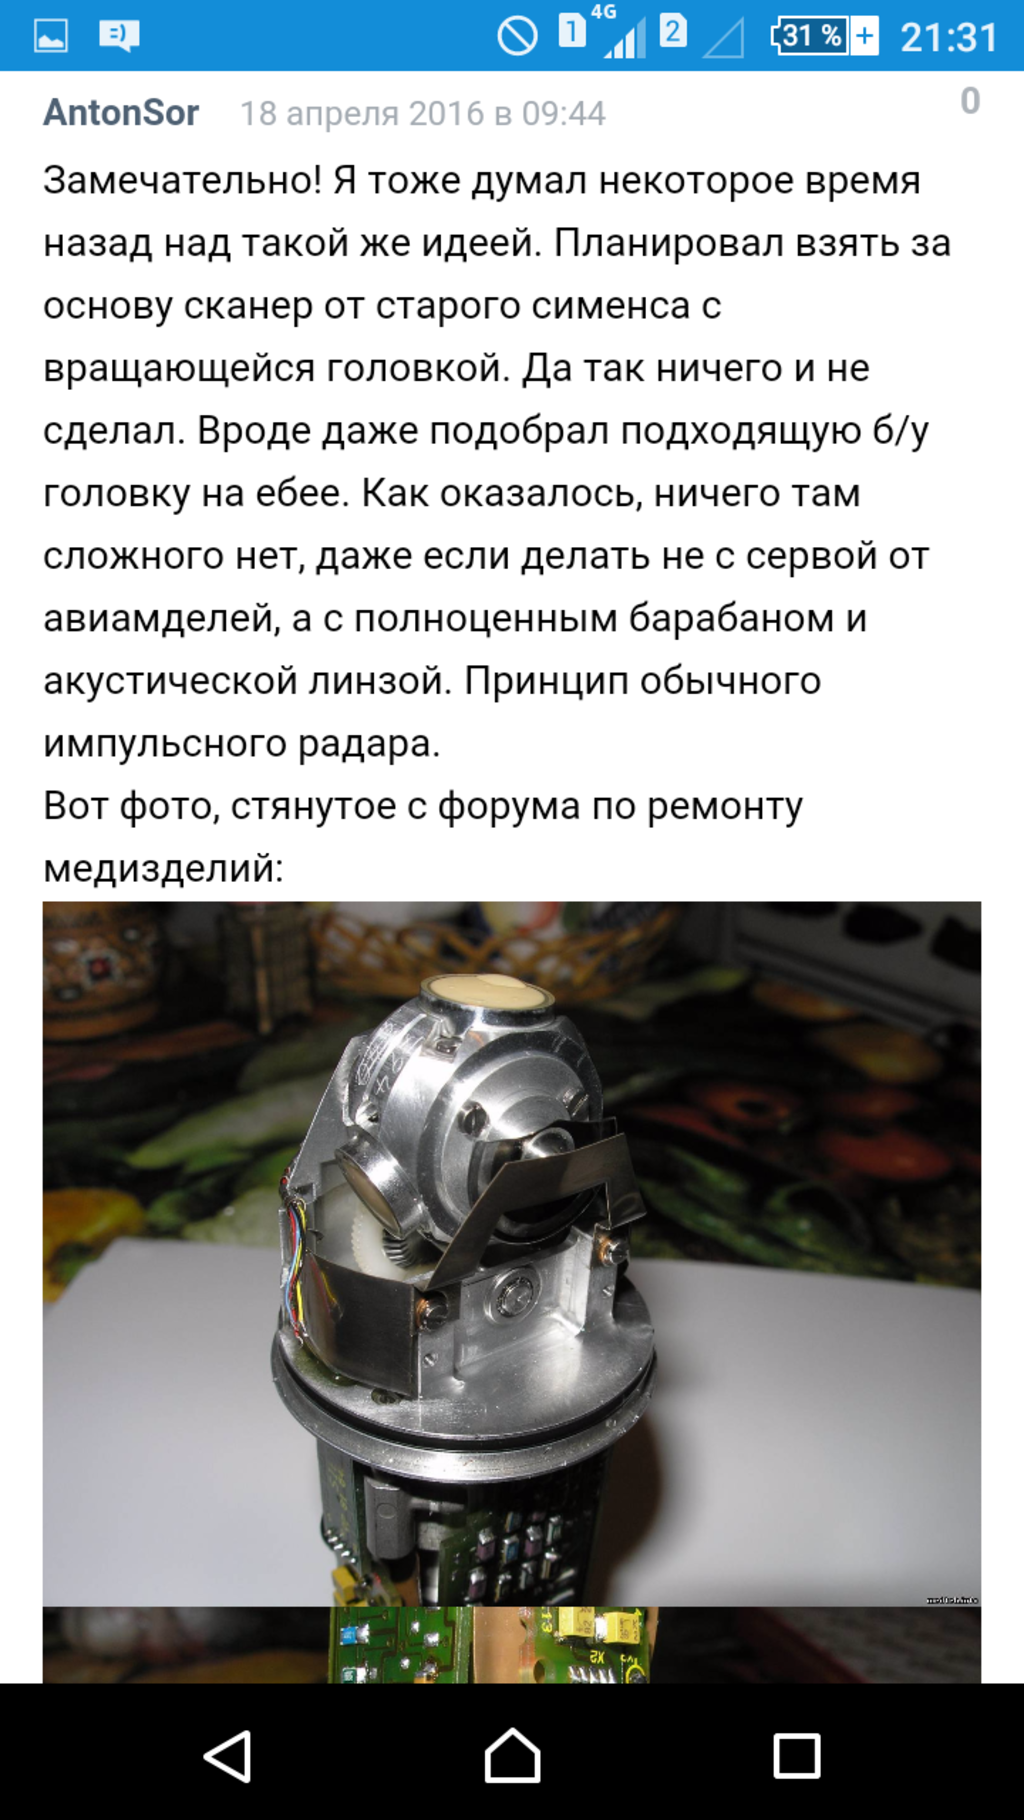 4G
1
2
31 %
21:31
AntonSor 18 апреля 2016 в 09:44
0
Замечательно! Я тоже думал некоторое время
назад над такой же идеей. Планировал взять за
основу сканер от старого сименса с
вращающейся головкой. Да так ничего и не
сделал. Вроде даже подобрал подходящую б/у
головку на ебее. Как оказалось, ничего там
сложного нет, даже если делать не с сервой от
авиамделей, а с полноценным барабаном и
акустической линзой. Принцип обычного
импульсного радара.
Вот фото, стянутое с форума по ремонту
медизделий:
13
X2